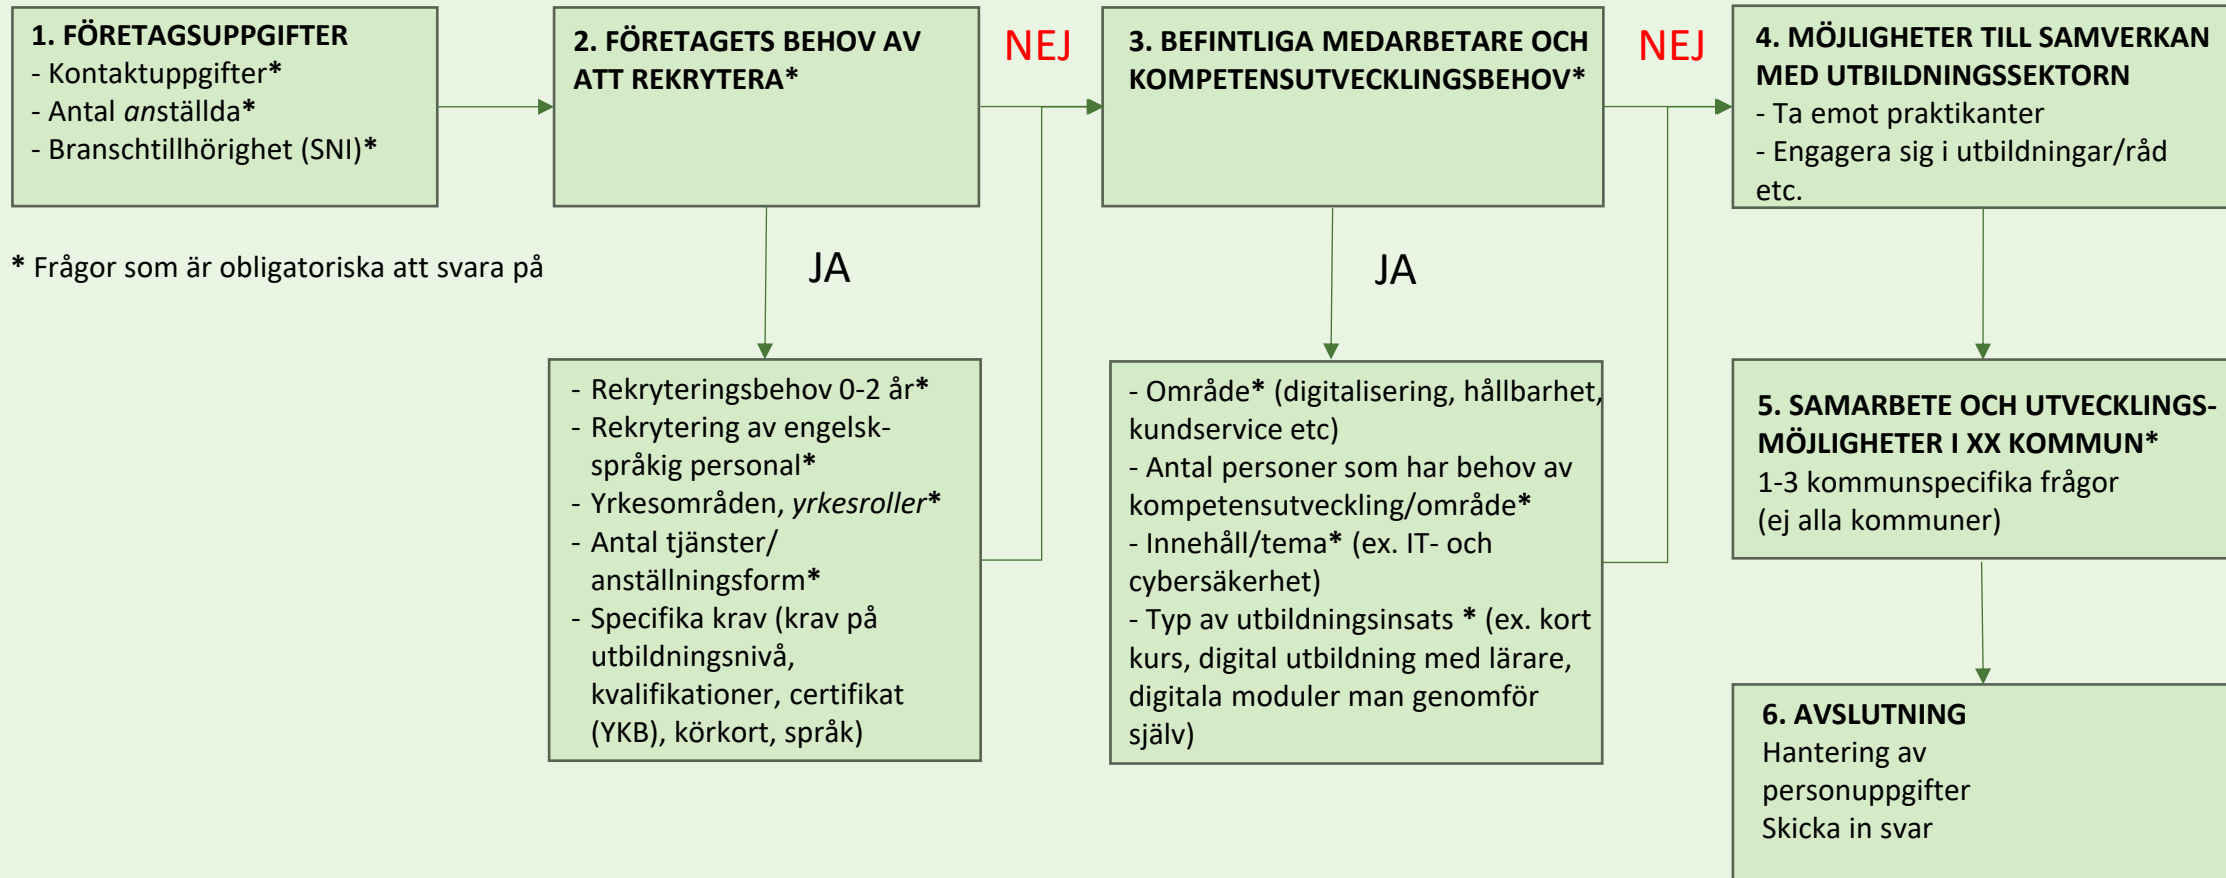 1. FÖRETAGSUPPGIFTER
- Kontaktuppgifter*
- Antal anställda*
- Branschtillhörighet (SNI)*
2. FÖRETAGETS BEHOV AV
ATT REKRYTERA*
NEJ
3. BEFINTLIGA MEDARBETARE OCH
KOMPETENSUTVECKLINGSBEHOV*
NEJ
4. MÖJLIGHETER TILL SAMVERKAN
MED UTBILDNINGSSEKTORN
- Ta emot praktikanter
- Engagera sig i utbildningar/råd
etc.
* Frågor som är obligatoriska att svara på
JA
JA
- Rekryteringsbehov 0-2 år*
- Rekrytering av engelsk-
språkig personal*
- Yrkesområden, yrkesroller*
- Antal tjänster/
anställningsform*
- Specifika krav (krav på
utbildningsnivå,
kvalifikationer, certifikat
(YKB), körkort, språk)
- Område* (digitalisering, hållbarhet,
kundservice etc)
- Antal personer som har behov av
kompetensutveckling/område*
- Innehåll/tema* (ex. IT- och
cybersäkerhet)
- Typ av utbildningsinsats * (ex. kort
kurs, digital utbildning med lärare,
digitala moduler man genomför
själv)
5. SAMARBETE OCH UTVECKLINGS-
MÖJLIGHETER I XX KOMMUN*
1-3 kommunspecifika frågor
(ej alla kommuner)
6. AVSLUTNING
Hantering av
personuppgifter
Skicka in svar